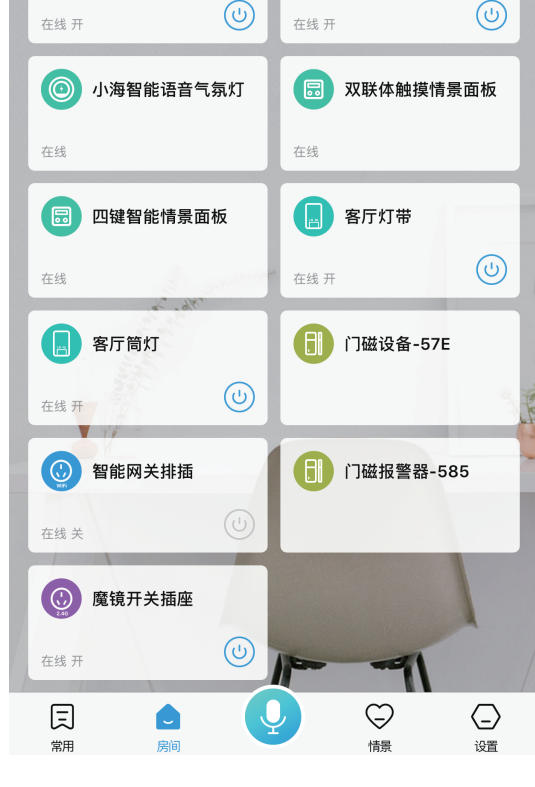 在线 开
在线 开
小海智能语音气氛灯
双联体触摸情景面板
在线
在线
四键智能情景面板
客厅灯带
在线
在线 开
客厅筒灯
门磁设备-57E
在线 开
智能网关排插
门磁报警器-585
WiFi
在线 关
魔镜开关插座
2.4G
在线 开
常用
房间
情景
设置